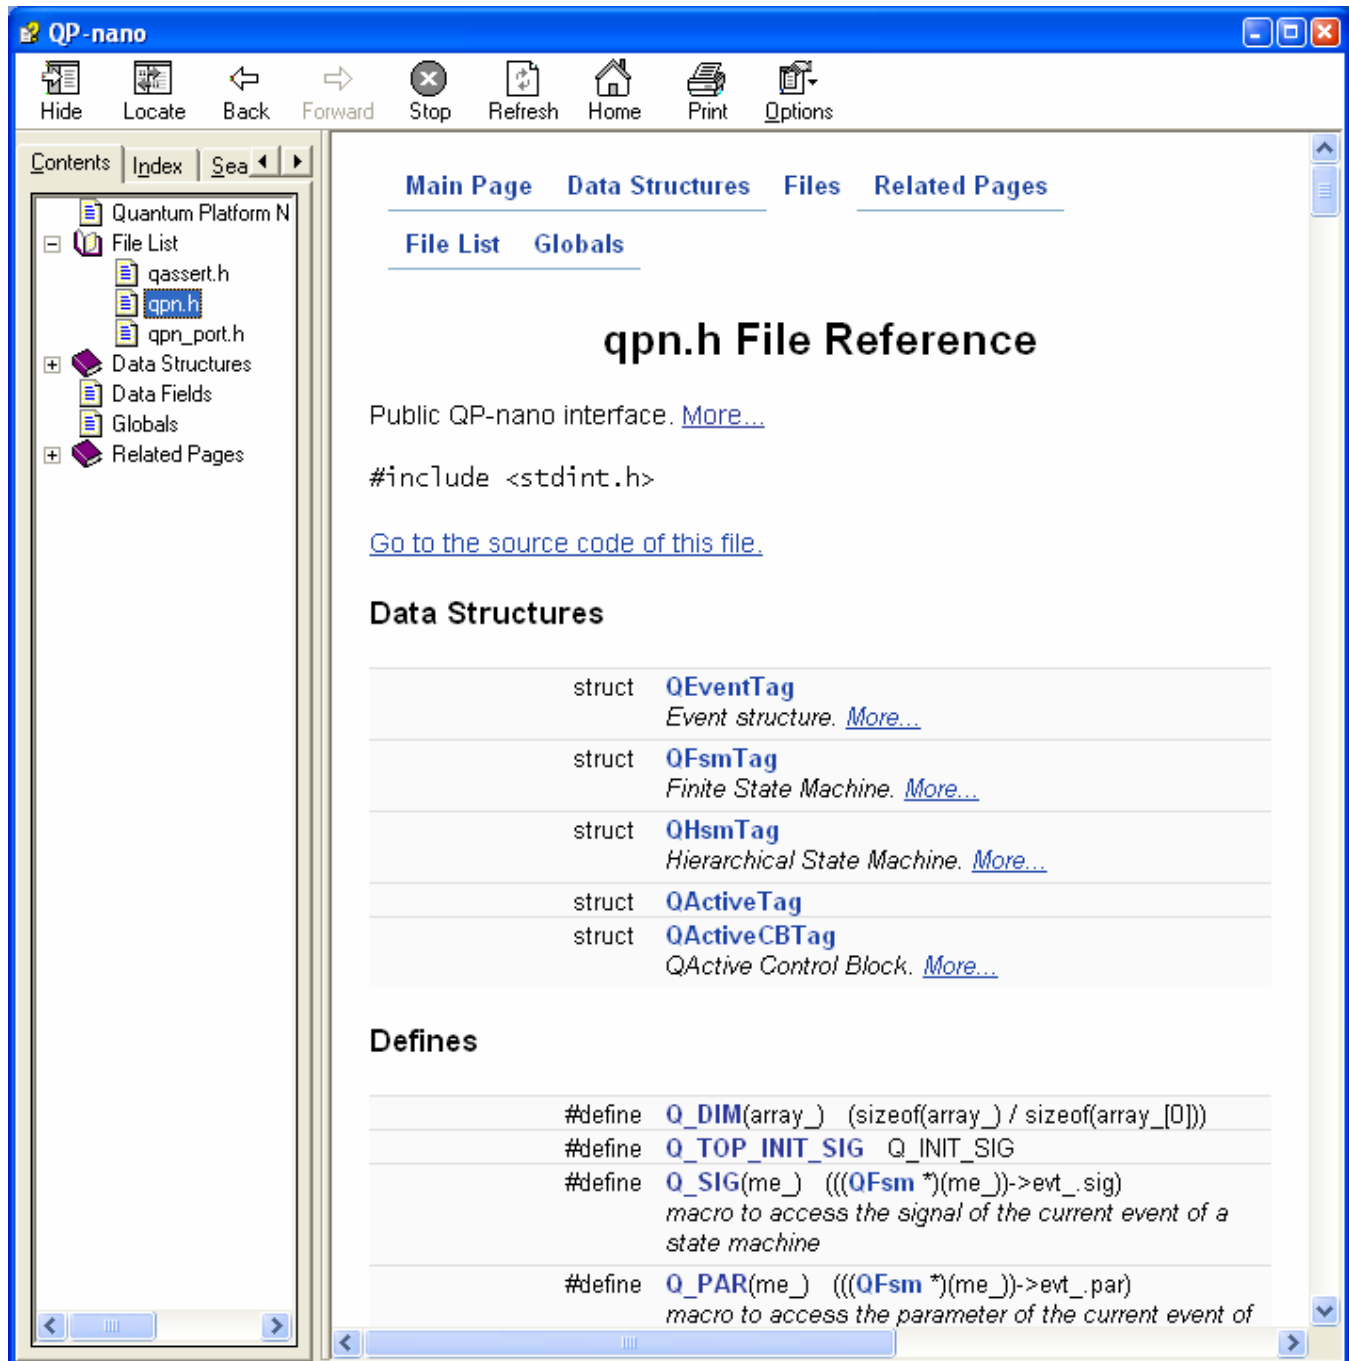 QP-nano
Hide Locate Back Forward Stop Refresh Home Print Options
Contents Index Sea
Quantum Platform N
File List
qassert.h
qpn.h
qpn_port.h
Data Structures
Data Fields
Globals
Related Pages
Main Page Data Structures Files Related Pages
File List Globals
qpn.h File Reference
Public QP-nano interface. More...
#include <stdint.h>
Go to the source code of this file.
Data Structures
struct QEventTag
Event structure. More...
struct QFsmTag
Finite State Machine. More...
struct QHsmTag
Hierarchical State Machine. More...
struct QActiveTag
struct QActiveCBTag
QActive Control Block. More...
Defines
#define Q_DIM(array_) (sizeof(array_) / sizeof(array_[0]))
#define Q_TOP_INIT_SIG Q_INIT_SIG
#define Q_SIG(me_) (((QFsm *)(me_))->evt_.sig)
macro to access the signal of the current event of a
state machine
#define Q_PAR(me_) (((QFsm *)(me_))->evt_.par)
macro to access the parameter of the current event of